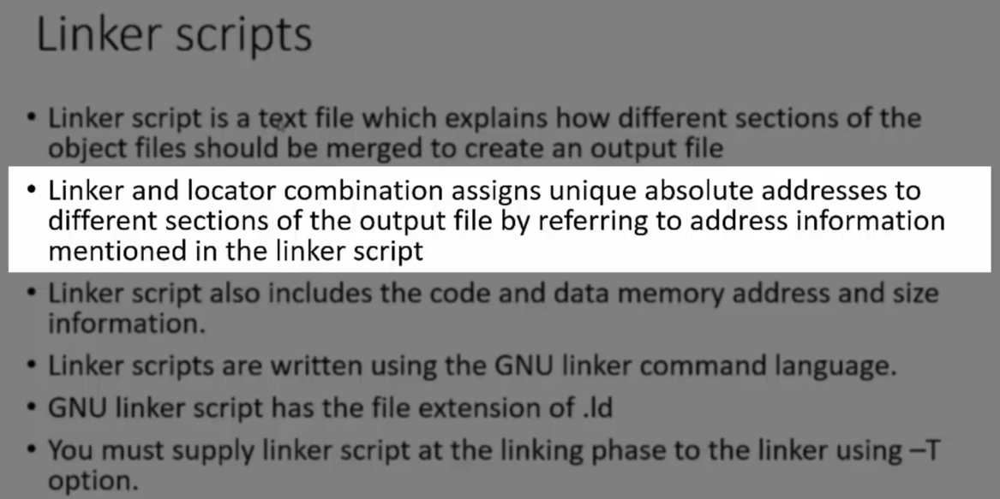 Linker scripts
• Linker script is a text file which explains how different sections of the
object files should be merged to create an output file
• Linker and locator combination assigns unique absolute addresses to
different sections of the output file by referring to address information
mentioned in the linker script
• Linker script also includes the code and data memory address and size
information.
• Linker scripts are written using the GNU linker command language.
• GNU linker script has the file extension of .ld
• You must supply linker script at the linking phase to the linker using –T
option.